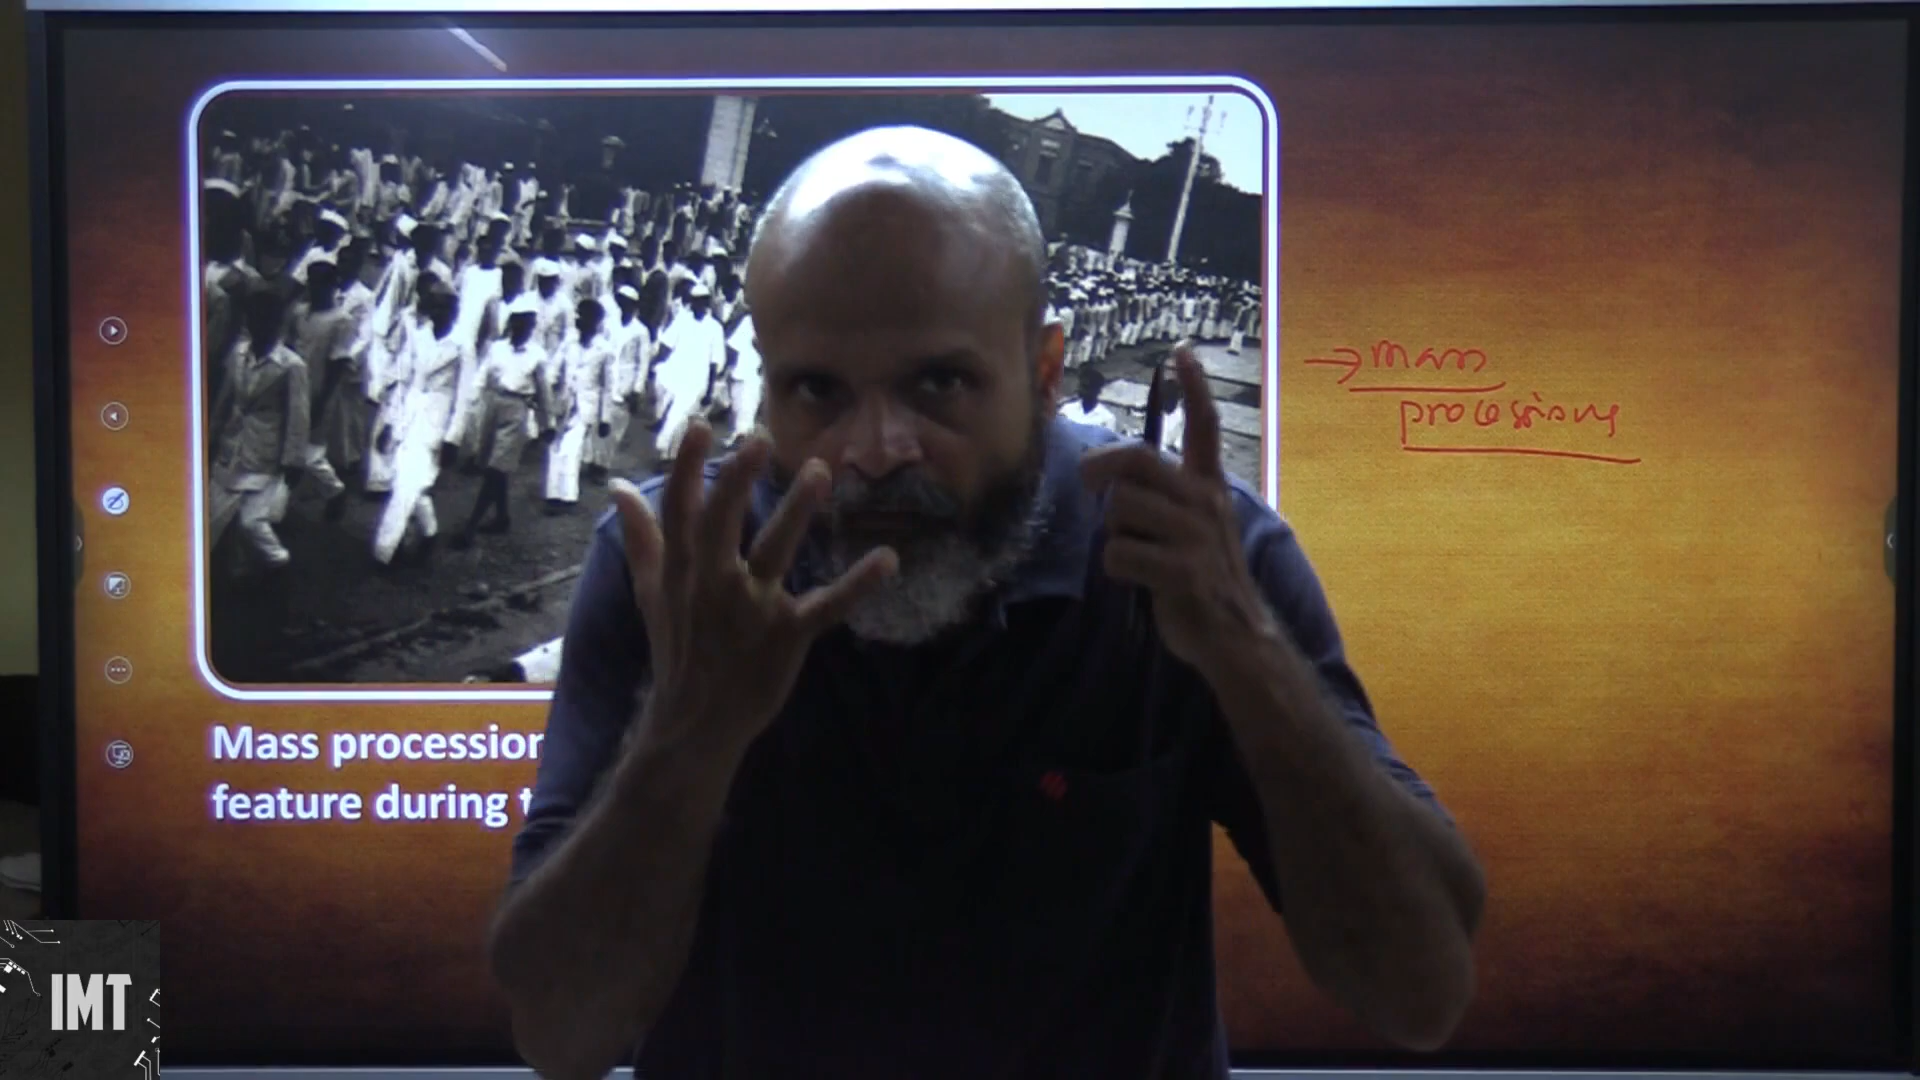 → mass
processions
Mass procession
feature during t
IMT